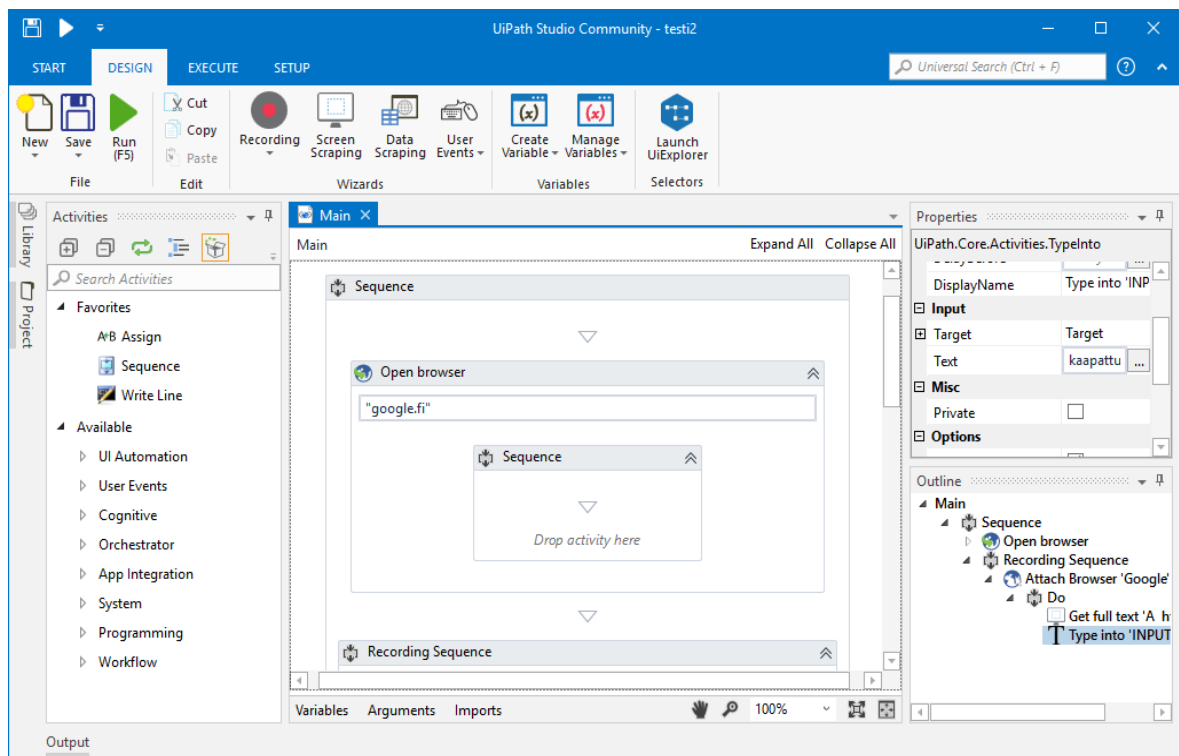 UiPath Studio Community - testi2
START DESIGN EXECUTE SETUP Universal Search (Ctrl + F)
New Save Run (F5)
Cut
Copy
Paste
Recording Screen Scraping Data Scraping User Events
Create Variable Manage Variables
Launch UiExplorer
File Edit Wizards Variables Selectors
Library
Project
Activities
Search Activities
Favorites
A+B Assign
Sequence
Write Line
Available
UI Automation
User Events
Cognitive
Orchestrator
App Integration
System
Programming
Workflow
Main
Main Expand All Collapse All
Sequence
Open browser
"google.fi"
Sequence
Drop activity here
Recording Sequence
Variables Arguments Imports 100%
Properties
UiPath.Core.Activities.TypeInto
DisplayName Type into 'INP
Input
Target Target
Text kaapattu ...
Misc
Private
Options
Outline
Main
Sequence
Open browser
Recording Sequence
Attach Browser 'Google'
Do
Get full text 'A h
Type into 'INPUT
Output